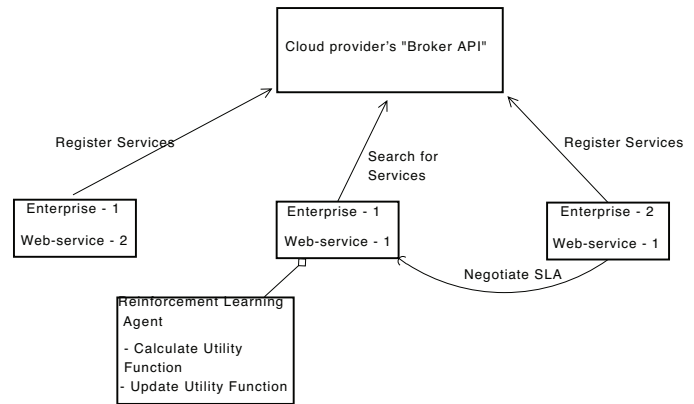 Cloud provider's "Broker API"
Register Services
Search for
Services
Register Services
Enterprise - 1
Web-service - 2
Enterprise - 1
Web-service - 1
Enterprise - 2
Web-service - 1
Negotiate SLA
Reinforcement Learning
Agent
- Calculate Utility
Function
- Update Utility Function